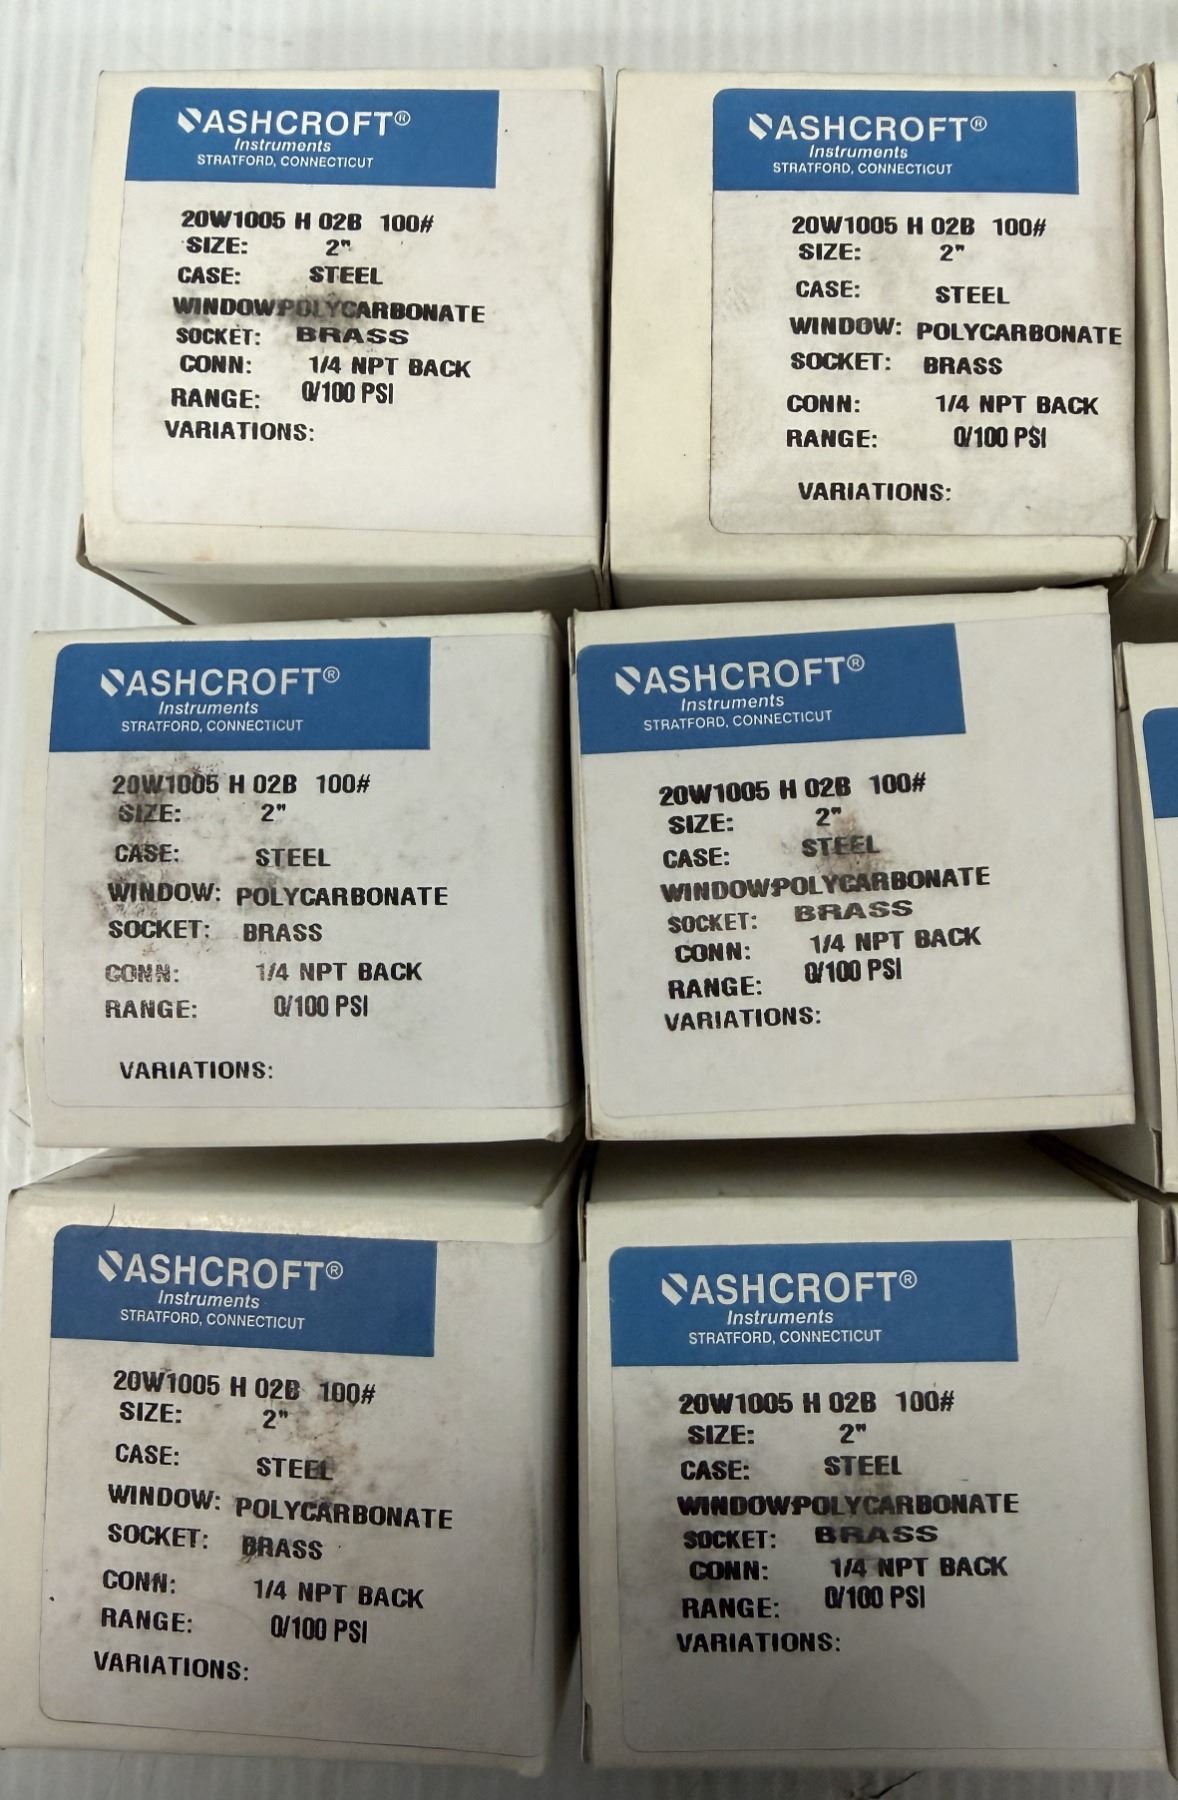 ASHCROFT®
Instruments
STRATFORD, CONNECTICUT
20W1005 H 02B 100#
SIZE: 2"
CASE: STEEL
WINDOW POLYCARBONATE
SOCKET: BRASS
CONN: 1/4 NPT BACK
RANGE: 0/100 PSI
VARIATIONS:
ASHCROFT®
Instruments
STRATFORD, CONNECTICUT
20W1005 H 02B 100#
SIZE: 2"
CASE: STEEL
WINDOW: POLYCARBONATE
SOCKET: BRASS
CONN: 1/4 NPT BACK
RANGE: 0/100 PSI
VARIATIONS:
ASHCROFT®
Instruments
STRATFORD, CONNECTICUT
20W1005 H 02B 100#
SIZE: 2"
CASE: STEEL
WINDOW: POLYCARBONATE
SOCKET: BRASS
CONN: 1/4 NPT BACK
RANGE: 0/100 PSI
VARIATIONS:
ASHCROFT®
Instruments
STRATFORD, CONNECTICUT
20W1005 H 02B 100#
SIZE: 2"
CASE: STEEL
WINDOW: POLYCARBONATE
SOCKET: BRASS
CONN: 1/4 NPT BACK
RANGE: 0/100 PSI
VARIATIONS:
ASHCROFT®
Instruments
STRATFORD, CONNECTICUT
20W1005 H 02B 100#
SIZE: 2"
CASE: STEEL
WINDOW: POLYCARBONATE
SOCKET: BRASS
CONN: 1/4 NPT BACK
RANGE: 0/100 PSI
VARIATIONS:
ASHCROFT®
Instruments
STRATFORD, CONNECTICUT
20W1005 H 02B 100#
SIZE: 2"
CASE: STEEL
WINDOW POLYCARBONATE
SOCKET: BRASS
CONN: 1/4 NPT BACK
RANGE: 0/100 PSI
VARIATIONS: